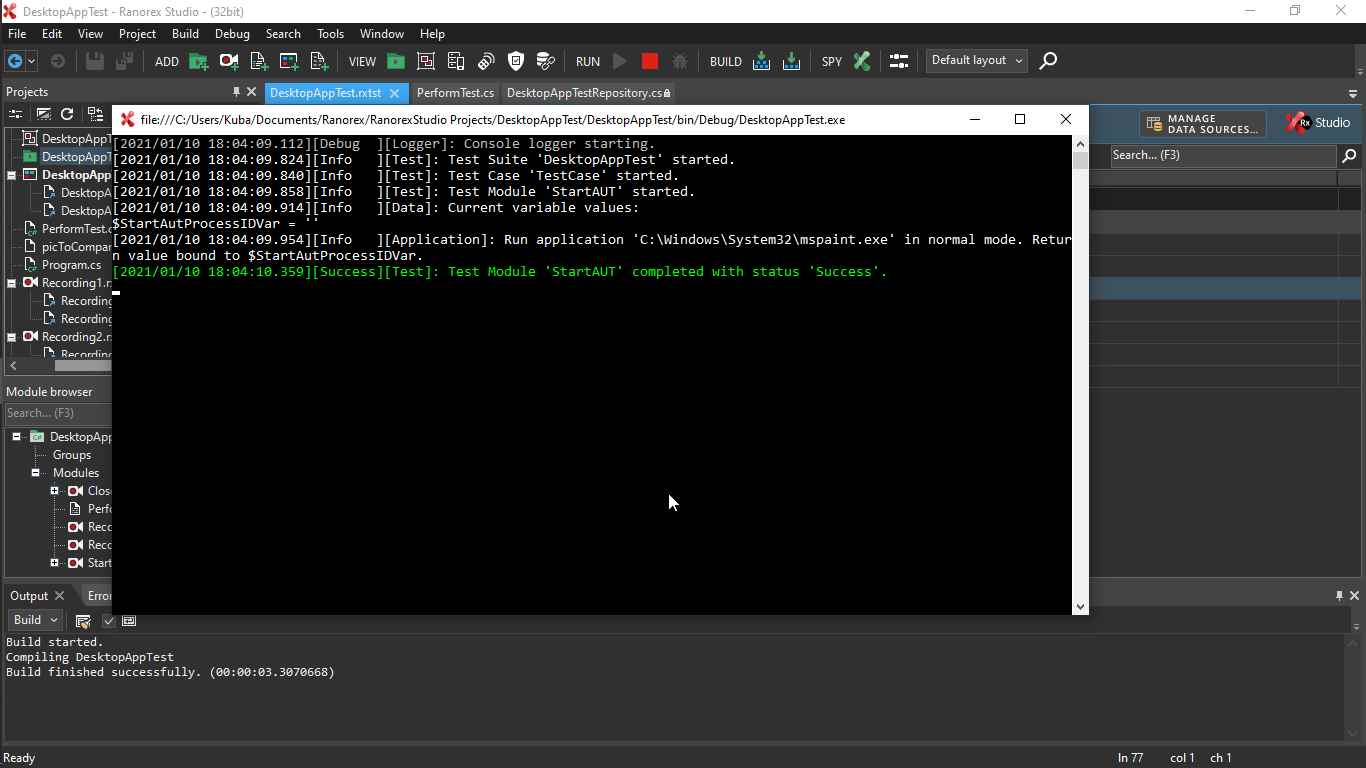 DesktopAppTest - Ranorex Studio - (32bit)
File Edit View Project Build Debug Search Tools Window Help
ADD VIEW RUN BUILD SPY Default layout
Projects
DesktopAppTest.rxtst PerformTest.cs DesktopAppTestRepository.cs
file:///C:/Users/Kuba/Documents/Ranorex/RanorexStudio Projects/DesktopAppTest/DesktopAppTest/bin/Debug/DesktopAppTest.exe
MANAGE
DATA SOURCES...
Rx Studio
Search... (F3)
DesktopAppT
DesktopAppT
DesktopApp
DesktopA
DesktopA
PerformTest.c
picToCompar
Program.cs
Recording1.r
Recording
Recording
Recording2.r
Recording
[2021/01/10 18:04:09.112][Debug  ][Logger]: Console logger starting.
[2021/01/10 18:04:09.824][Info   ][Test]: Test Suite 'DesktopAppTest' started.
[2021/01/10 18:04:09.840][Info   ][Test]: Test Case 'TestCase' started.
[2021/01/10 18:04:09.858][Info   ][Test]: Test Module 'StartAUT' started.
[2021/01/10 18:04:09.914][Info   ][Data]: Current variable values:
$StartAutProcessIDVar = ''
[2021/01/10 18:04:09.954][Info   ][Application]: Run application 'C:\Windows\System32\mspaint.exe' in normal mode. Retur
n value bound to $StartAutProcessIDVar.
[2021/01/10 18:04:10.359][Success][Test]: Test Module 'StartAUT' completed with status 'Success'.
Module browser
Search... (F3)
DesktopApp
Groups
Modules
Clos
Perfo
Reco
Reco
Start
Output Error
Build
Build started.
Compiling DesktopAppTest
Build finished successfully. (00:00:03.3070668)
Ready
ln 77 col 1 ch 1